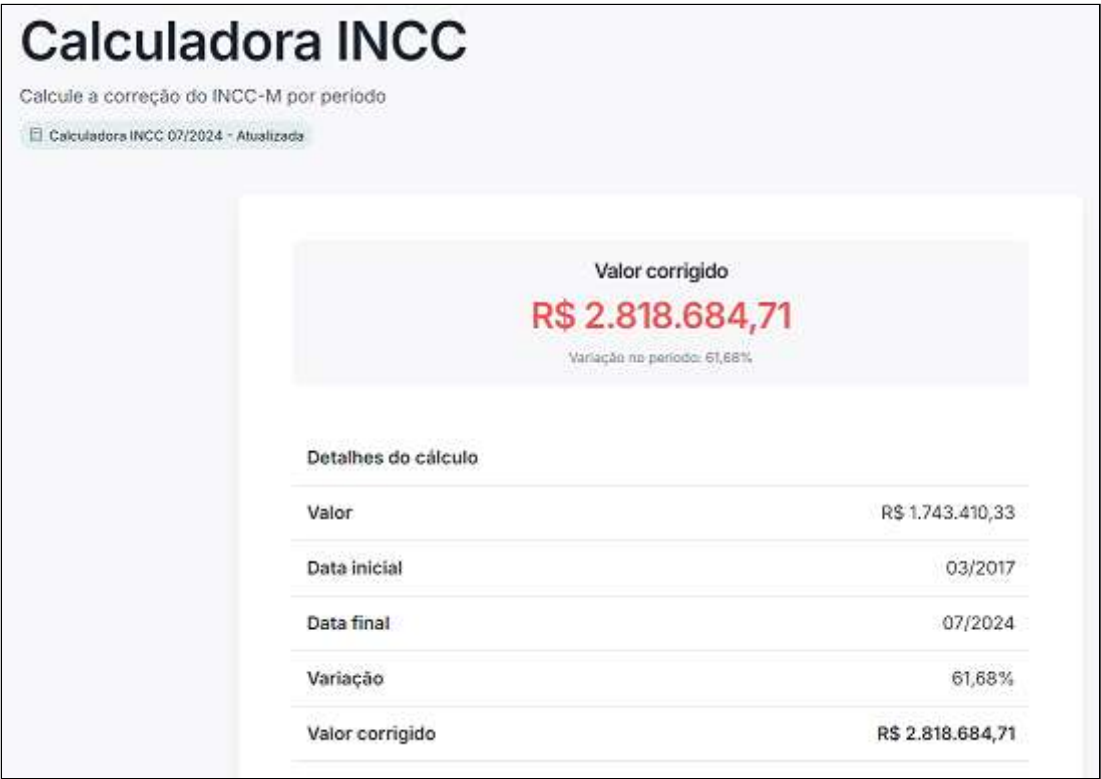 Calculadora INCC
Calcule a correção do INCC-M por período
Calculadora INCC 07/2024 - Atualizada
Valor corrigido
R$ 2.818.684,71
Variação no período: 61,68%
Detalhes do cálculo
Valor R$ 1.743.410,33
Data inicial 03/2017
Data final 07/2024
Variação 61,68%
Valor corrigido R$ 2.818.684,71